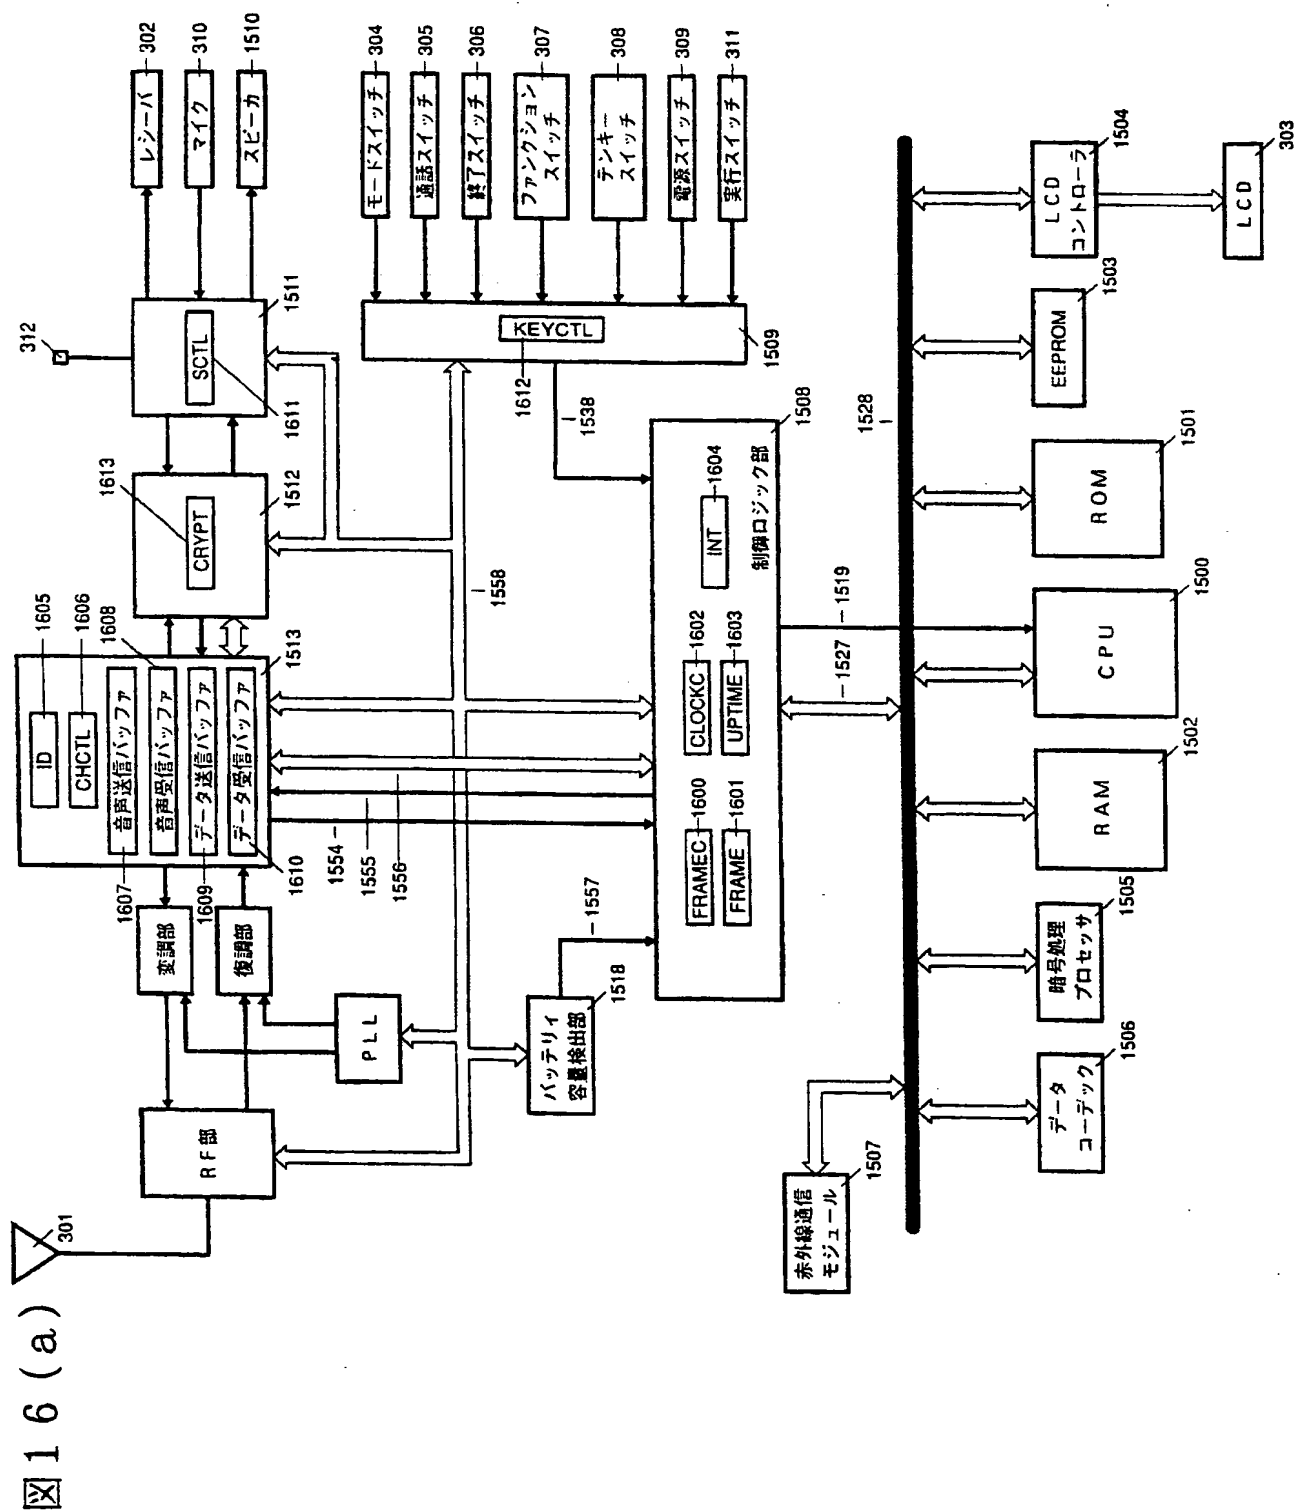 図16(a)
301
RF部
PLL
変調部
復調部
ID
CHCTL
音声送信バッファ
音声受信バッファ
データ送信バッファ
データ受信バッファ
1605
1606
1608
1607
1609
1610
1513
CRYPT
1613
1512
SCTL
1611
1511
312
レシーバ
302
マイク
310
スピーカ
1510
モードスイッチ
304
通話スイッチ
305
終了スイッチ
306
ファンクション
スイッチ
307
テンキー
スイッチ
308
電源スイッチ
309
実行スイッチ
311
KEYCTL
1612
1509
1538
1558
1554
1555
1556
1557
バッテリィ
容量検出部
1518
FRAMEC
1600
FRAME
1601
CLOCKC
1602
UPTIME
1603
INT
1604
制御ロジック部
1508
1527
1519
1528
赤外線通信
モジュール
1507
データ
コーデック
1506
暗号処理
プロセッサ
1505
RAM
1502
CPU
1500
ROM
1501
EEPROM
1503
LCD
コントローラ
1504
LCD
303